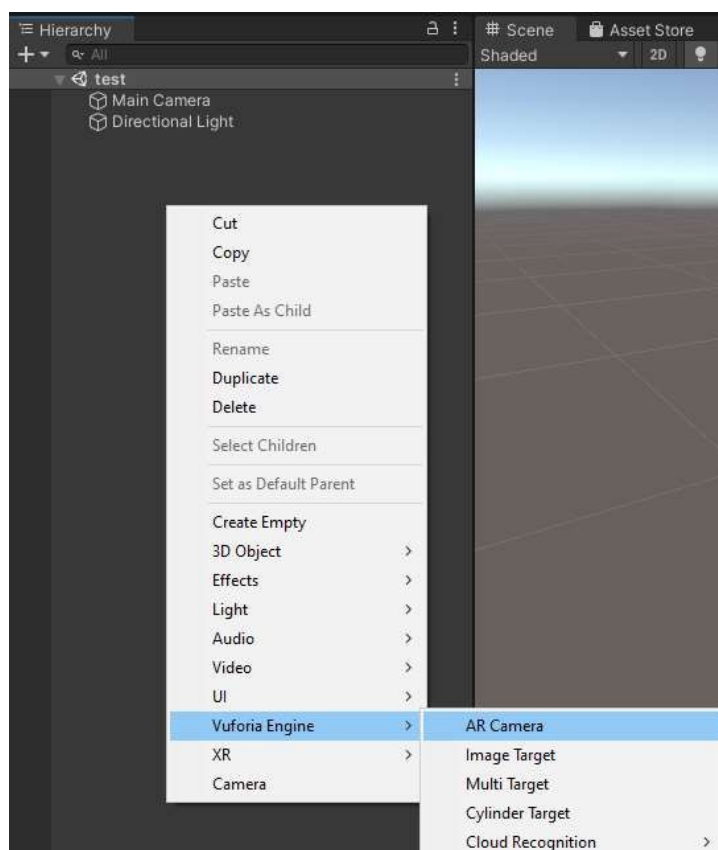 Hierarchy
All
test
Main Camera
Directional Light
# Scene
Asset Store
Shaded
2D
Cut
Copy
Paste
Paste As Child
Rename
Duplicate
Delete
Select Children
Set as Default Parent
Create Empty
3D Object
Effects
Light
Audio
Video
UI
Vuforia Engine
XR
Camera
AR Camera
Image Target
Multi Target
Cylinder Target
Cloud Recognition